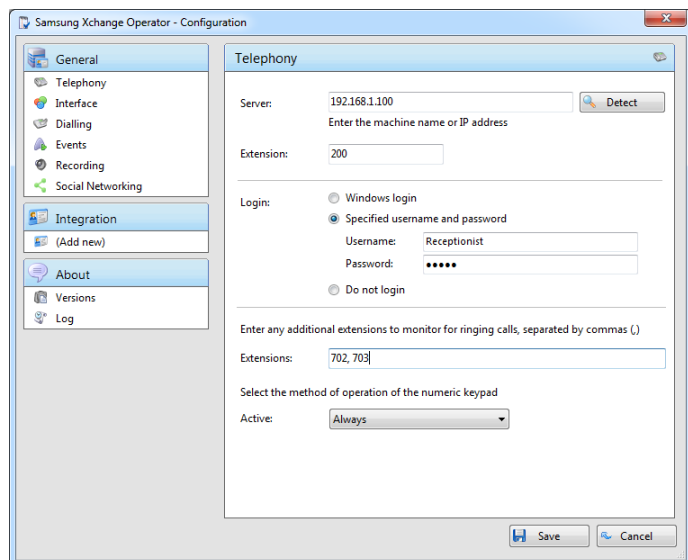 Samsung Xchange Operator - Configuration
General
Telephony
Interface
Dialling
Events
Recording
Social Networking
Integration
(Add new)
About
Versions
Log
Telephony
Server: 192.168.1.100 Detect
Enter the machine name or IP address
Extension: 200
Login: Windows login
Specified username and password
Username: Receptionist
Password: •••••
Do not login
Enter any additional extensions to monitor for ringing calls, separated by commas (,)
Extensions: 702, 703
Select the method of operation of the numeric keypad
Active: Always
Save Cancel